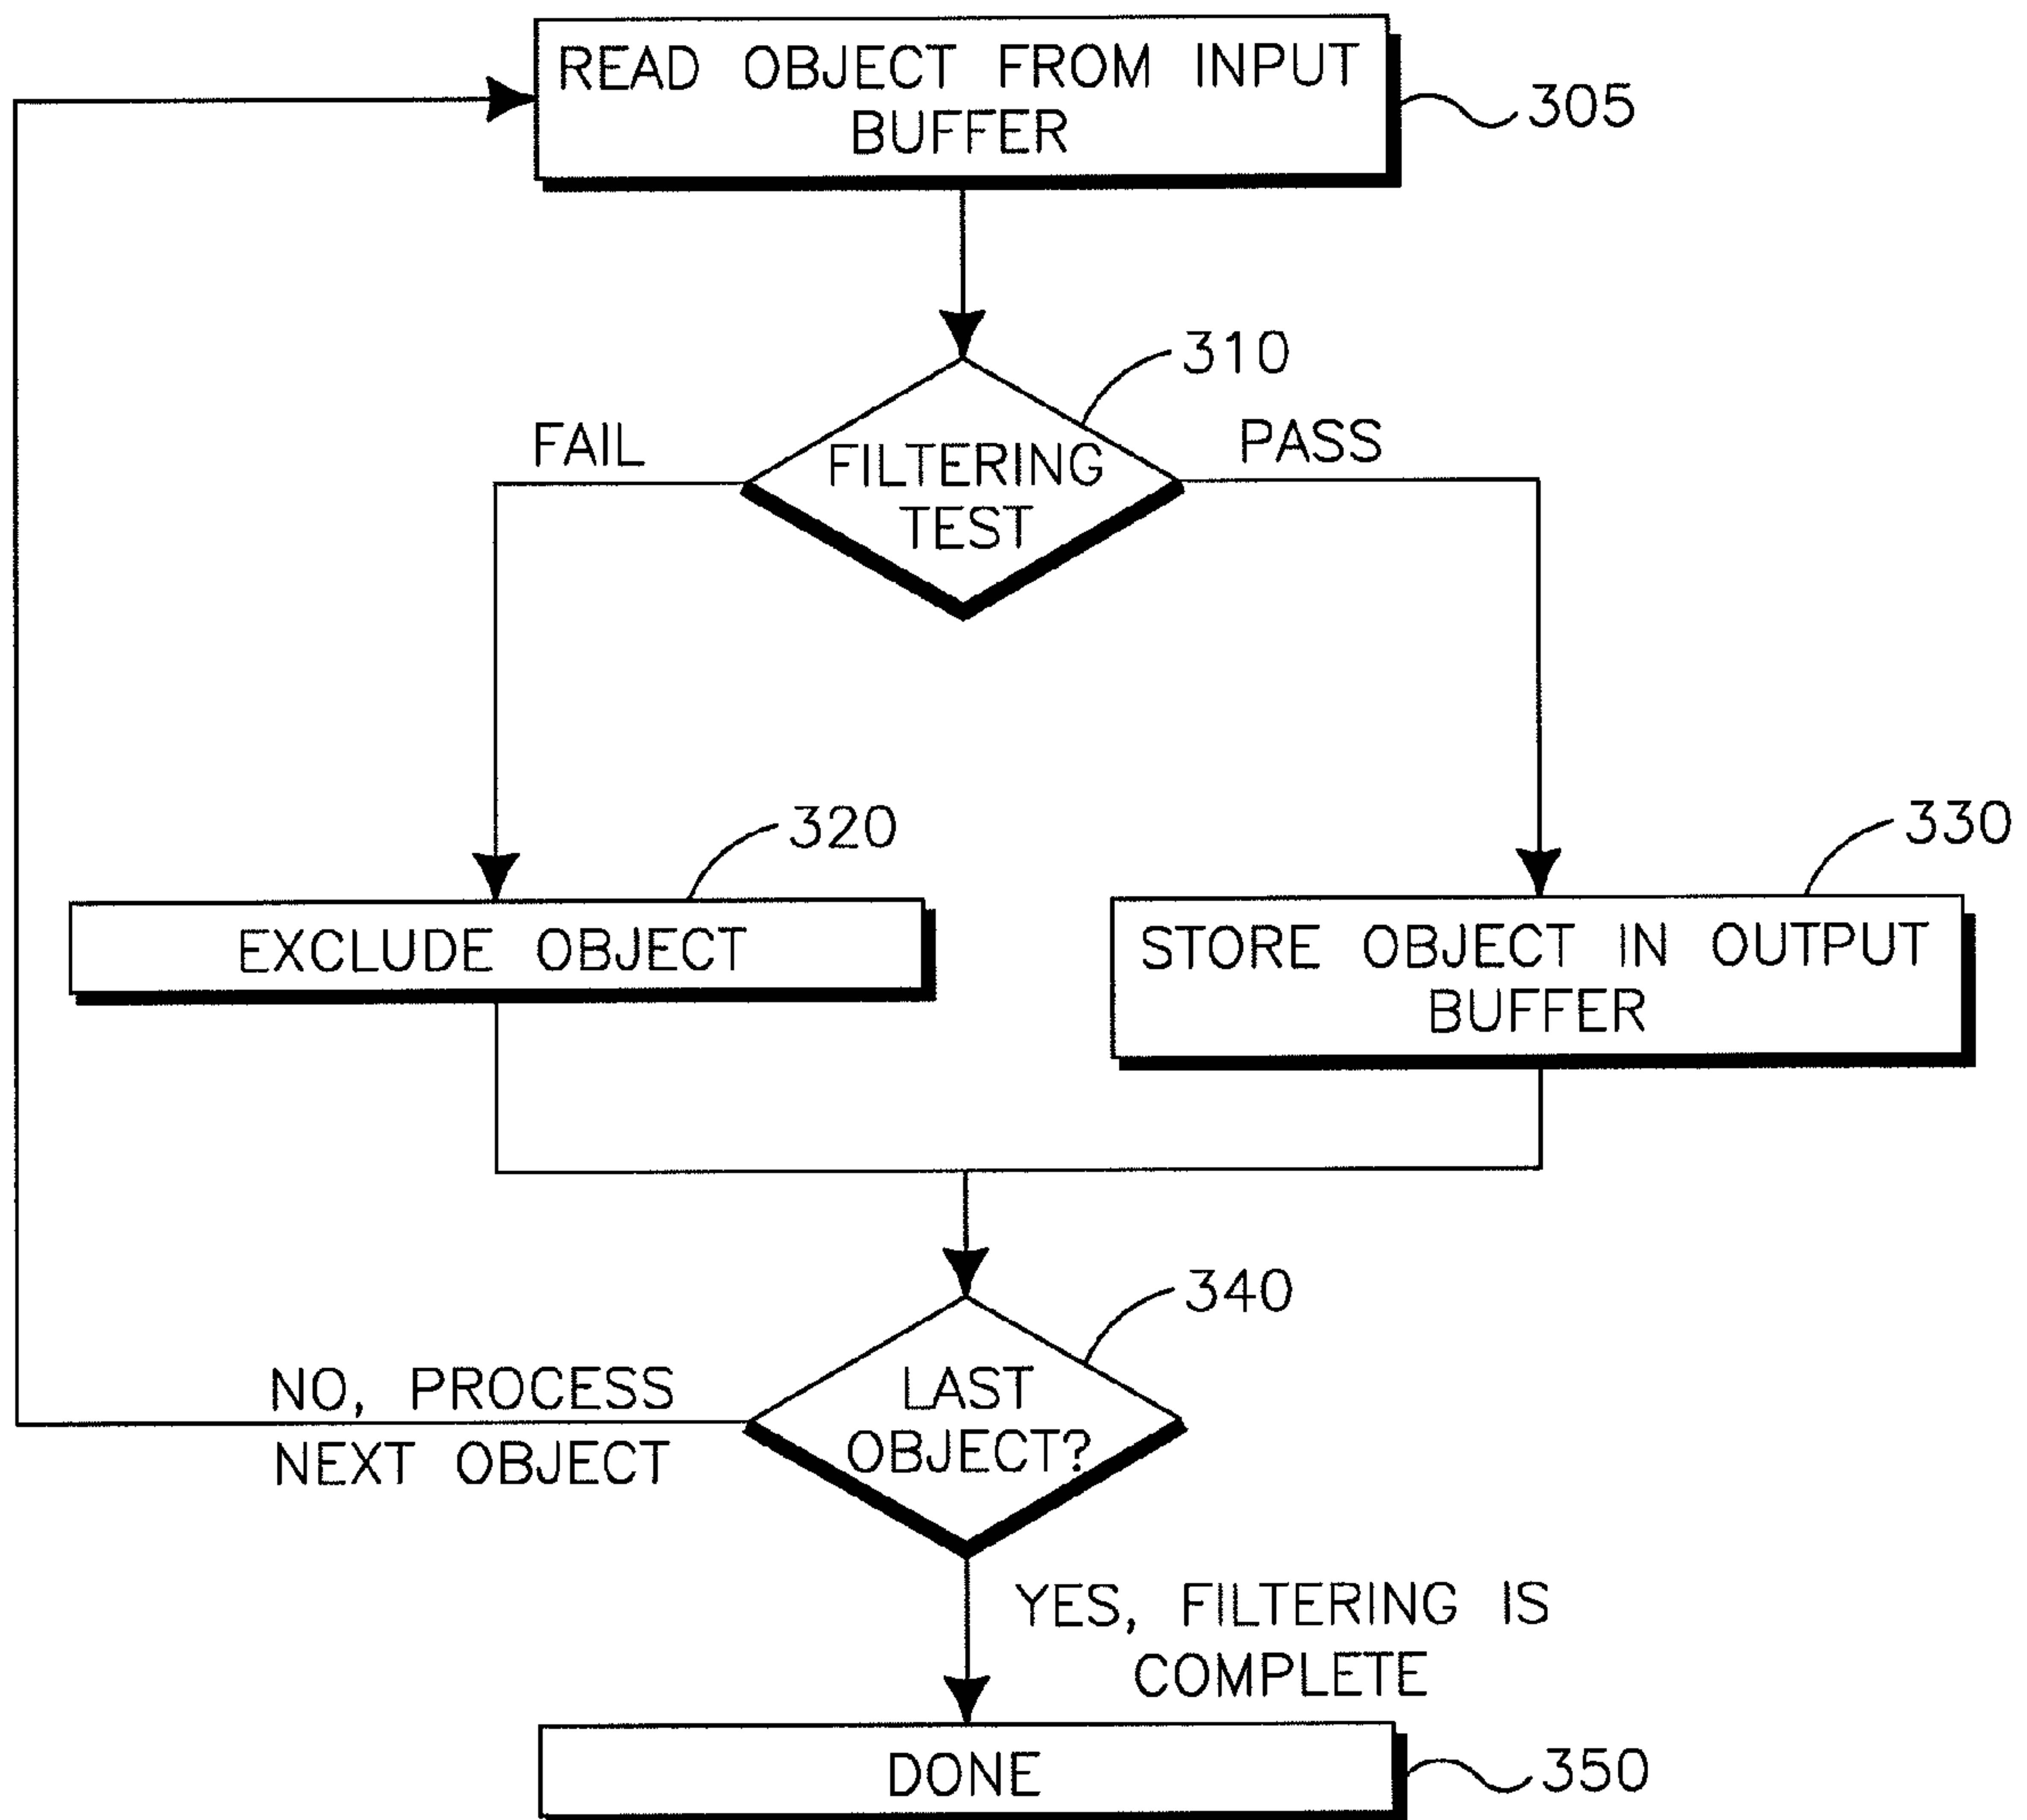 READ OBJECT FROM INPUT
BUFFER
305
310
FAIL
PASS
FILTERING
TEST
320
330
EXCLUDE OBJECT
STORE OBJECT IN OUTPUT
BUFFER
340
NO, PROCESS
NEXT OBJECT
LAST
OBJECT?
YES, FILTERING IS
COMPLETE
DONE
350